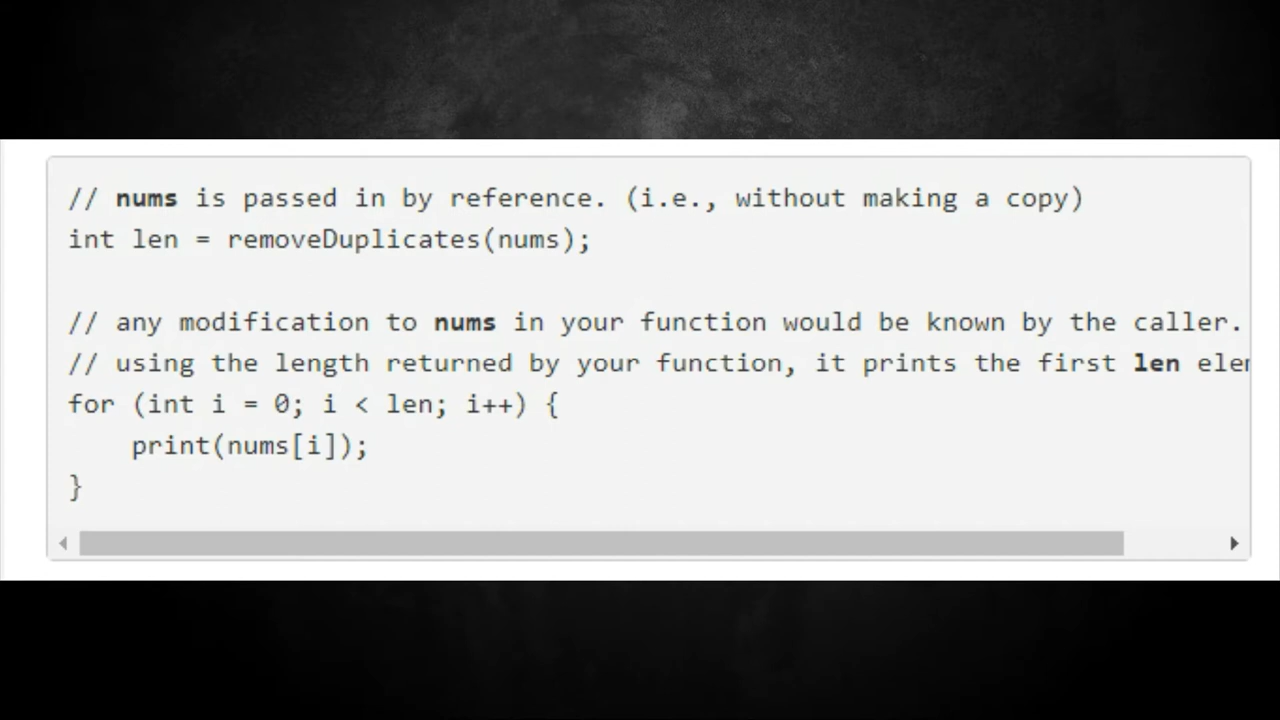 // nums is passed in by reference. (i.e., without making a copy)
int len = removeDuplicates(nums);
// any modification to nums in your function would be known by the caller.
// using the length returned by your function, it prints the first len
for (int i = 0; i < len; i++) {
    print(nums[i]);
}